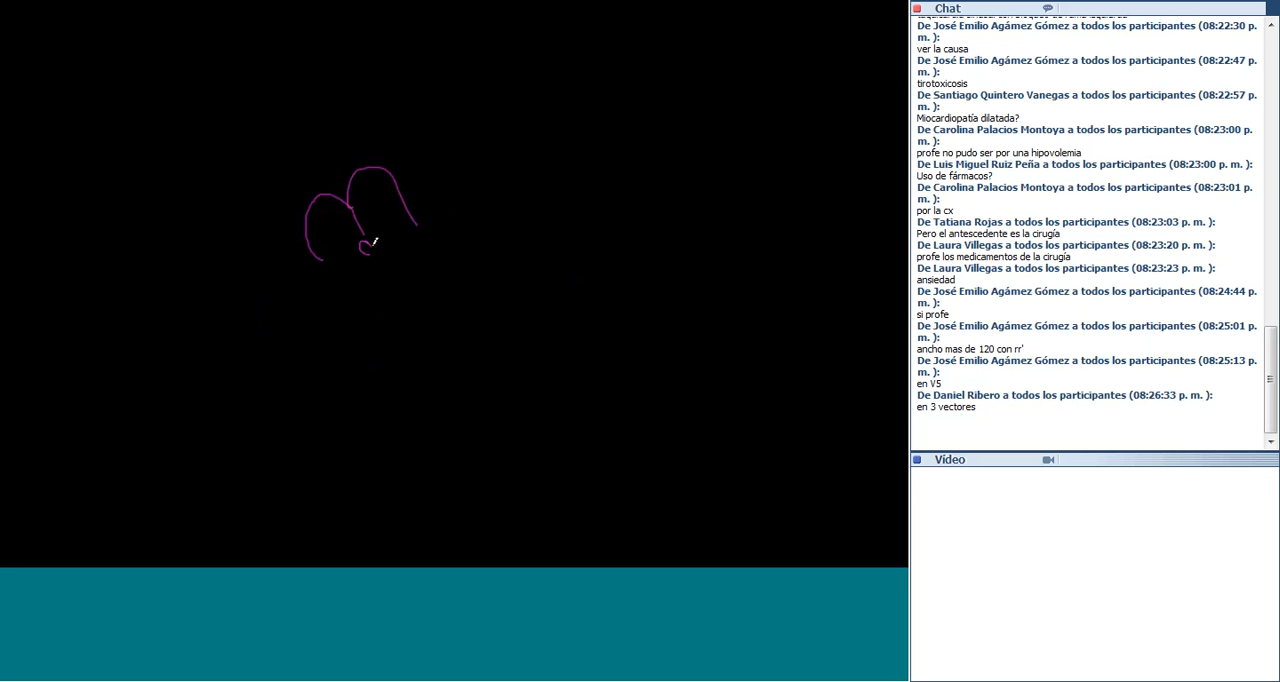 Chat
De José Emilio Agámez Gómez a todos los participantes (08:22:30 p.
m. ):
ver la causa
De José Emilio Agámez Gómez a todos los participantes (08:22:47 p.
m. ):
tirotoxicosis
De Santiago Quintero Vanegas a todos los participantes (08:22:57 p.
m. ):
Miocardiopatía dilatada?
De Carolina Palacios Montoya a todos los participantes (08:23:00 p.
m. ):
profe no pudo ser por una hipovolemia
De Luis Miguel Ruiz Peña a todos los participantes (08:23:00 p. m. ):
Uso de fármacos?
De Carolina Palacios Montoya a todos los participantes (08:23:01 p.
m. ):
por la cx
De Tatiana Rojas a todos los participantes (08:23:03 p. m. ):
Pero el antescedente es la cirugía
De Laura Villegas a todos los participantes (08:23:20 p. m. ):
profe los medicamentos de la cirugía
De Laura Villegas a todos los participantes (08:23:23 p. m. ):
ansiedad
De José Emilio Agámez Gómez a todos los participantes (08:24:44 p.
m. ):
si profe
De José Emilio Agámez Gómez a todos los participantes (08:25:01 p.
m. ):
ancho mas de 120 con rr'
De José Emilio Agámez Gómez a todos los participantes (08:25:13 p.
m. ):
en V5
De Daniel Ribero a todos los participantes (08:26:33 p. m. ):
en 3 vectores
Vídeo